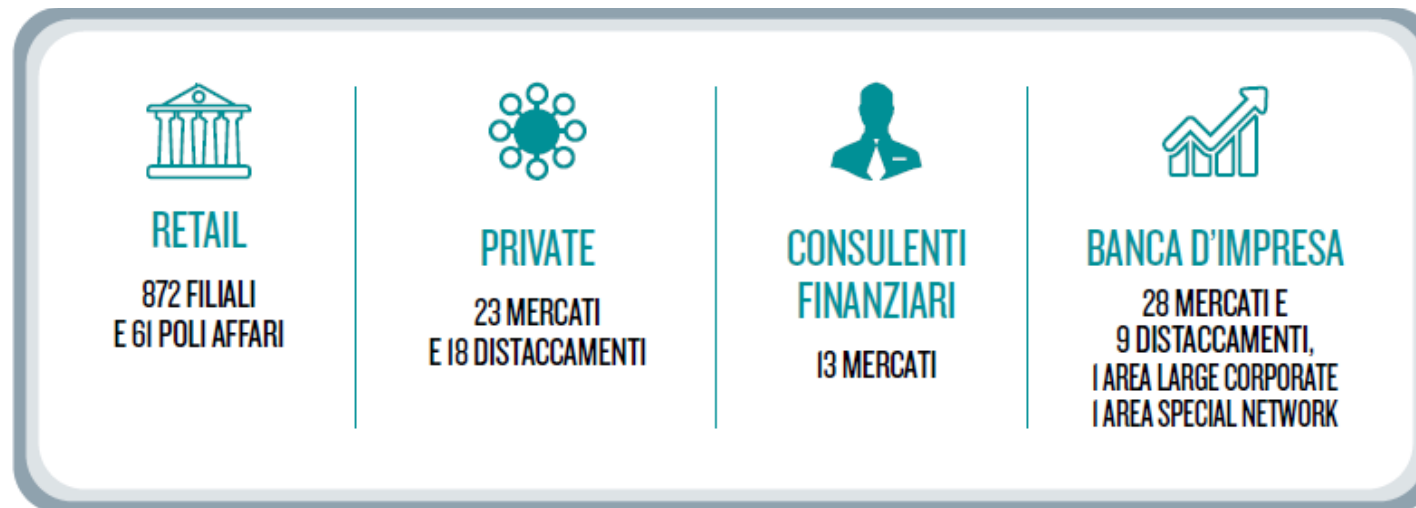 RETAIL
872 FILIALI
E 61 POLI AFFARI
PRIVATE
23 MERCATI
E 18 DISTACCAMENTI
CONSULENTI
FINANZIARI
13 MERCATI
BANCA D'IMPRESA
28 MERCATI E
9 DISTACCAMENTI,
1 AREA LARGE CORPORATE
1 AREA SPECIAL NETWORK